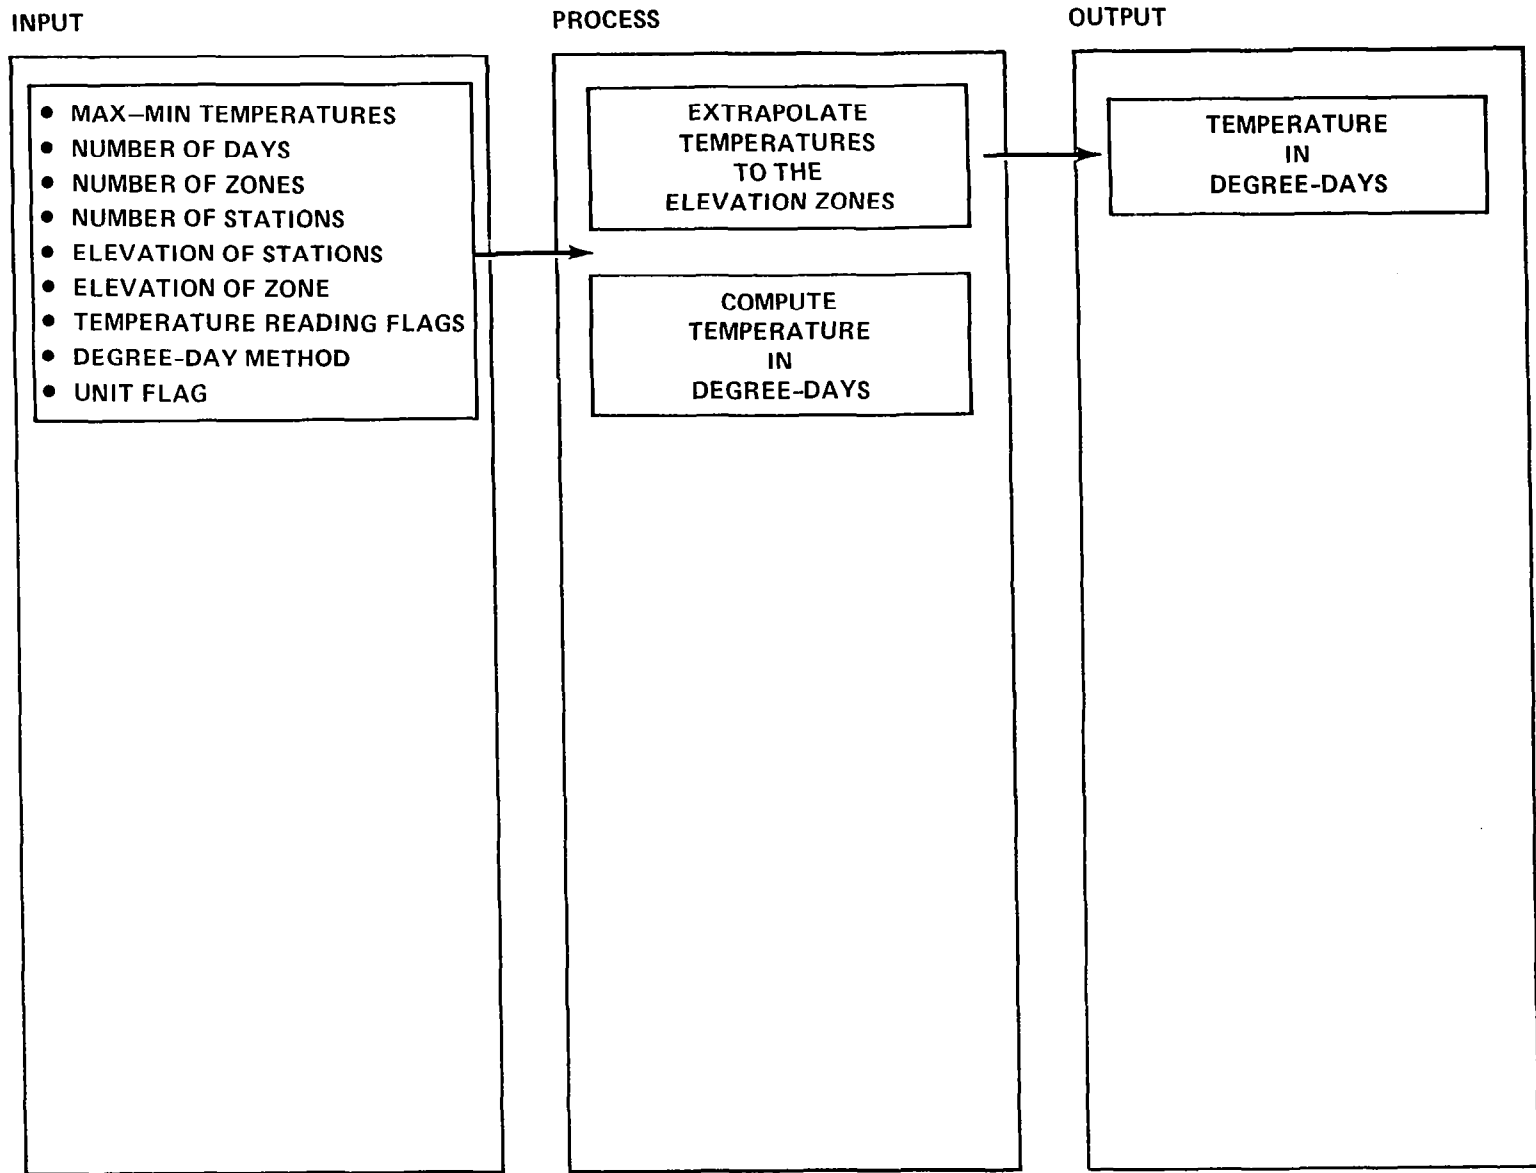 INPUT
PROCESS
OUTPUT
• MAX–MIN TEMPERATURES
• NUMBER OF DAYS
• NUMBER OF ZONES
• NUMBER OF STATIONS
• ELEVATION OF STATIONS
• ELEVATION OF ZONE
• TEMPERATURE READING FLAGS
• DEGREE-DAY METHOD
• UNIT FLAG
EXTRAPOLATE
TEMPERATURES
TO THE
ELEVATION ZONES
COMPUTE
TEMPERATURE
IN
DEGREE-DAYS
TEMPERATURE
IN
DEGREE-DAYS